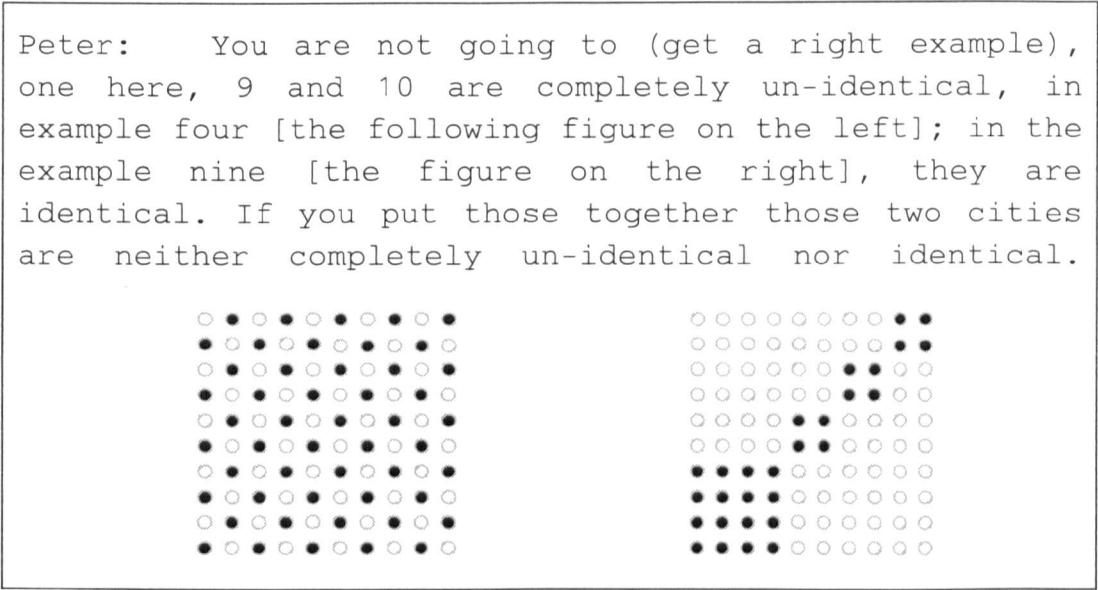 Peter: You are not going to (get a right example),
one here, 9 and 10 are completely un-identical, in
example four [the following figure on the left]; in the
example nine [the figure on the right], they are
identical. If you put those together those two cities
are neither completely un-identical nor identical.